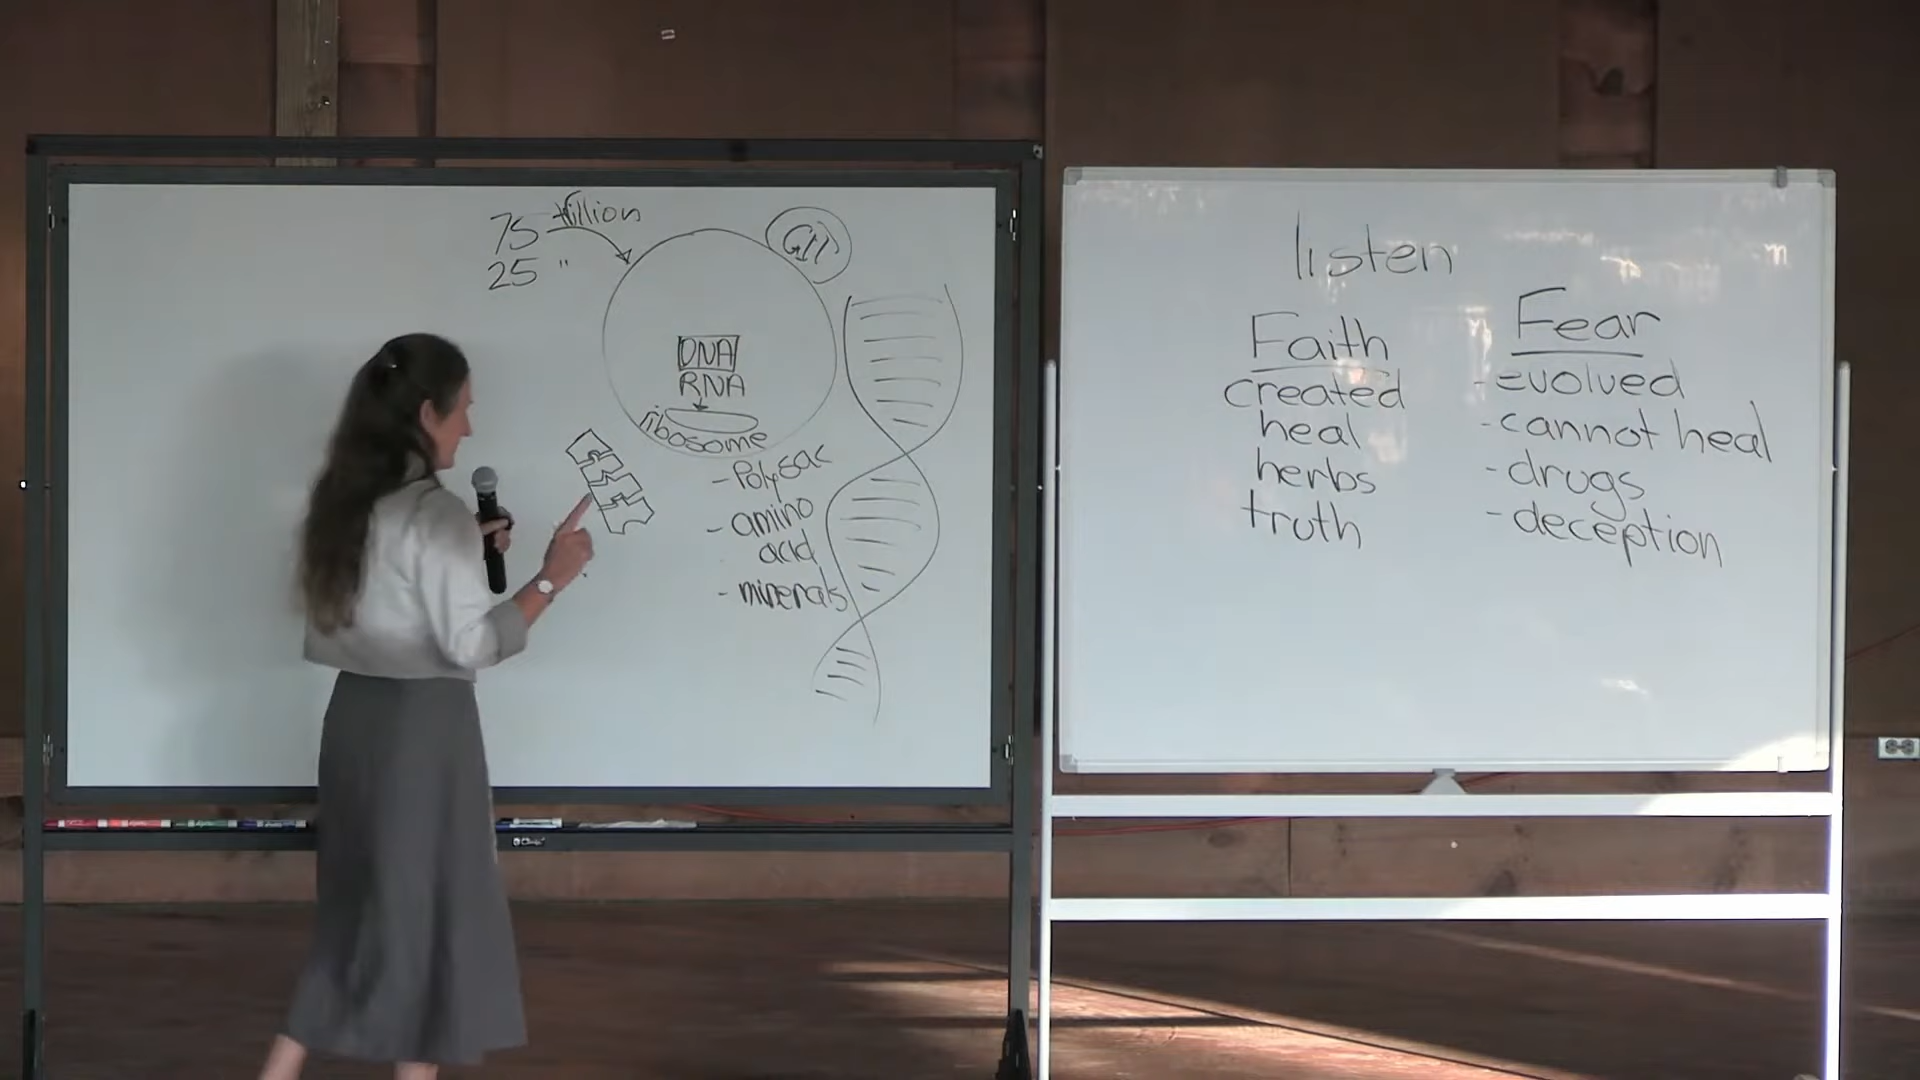 75 trillion
25 "
DNA
RNA
ribosome
- Polysac
- amino
acid
- minerals
listen
Faith
created
heal
herbs
truth
Fear
- evolved
- cannot heal
- drugs
- deception